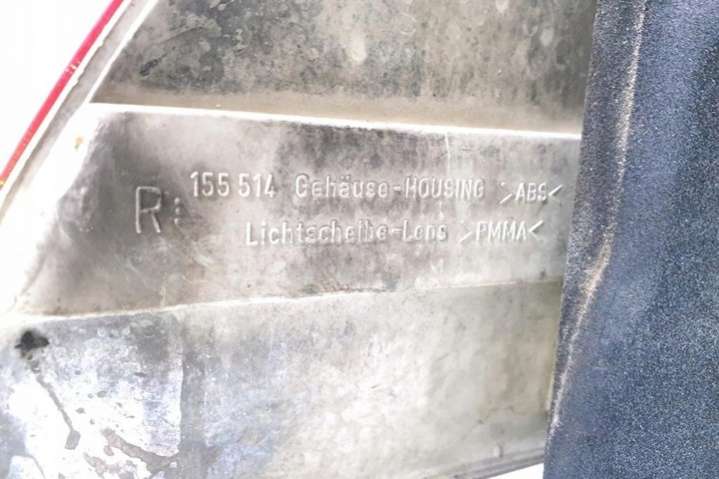 R: 155 514 Gehäuse-HOUSING >ABS<
Lichtscheibe-Lens >PMMA<